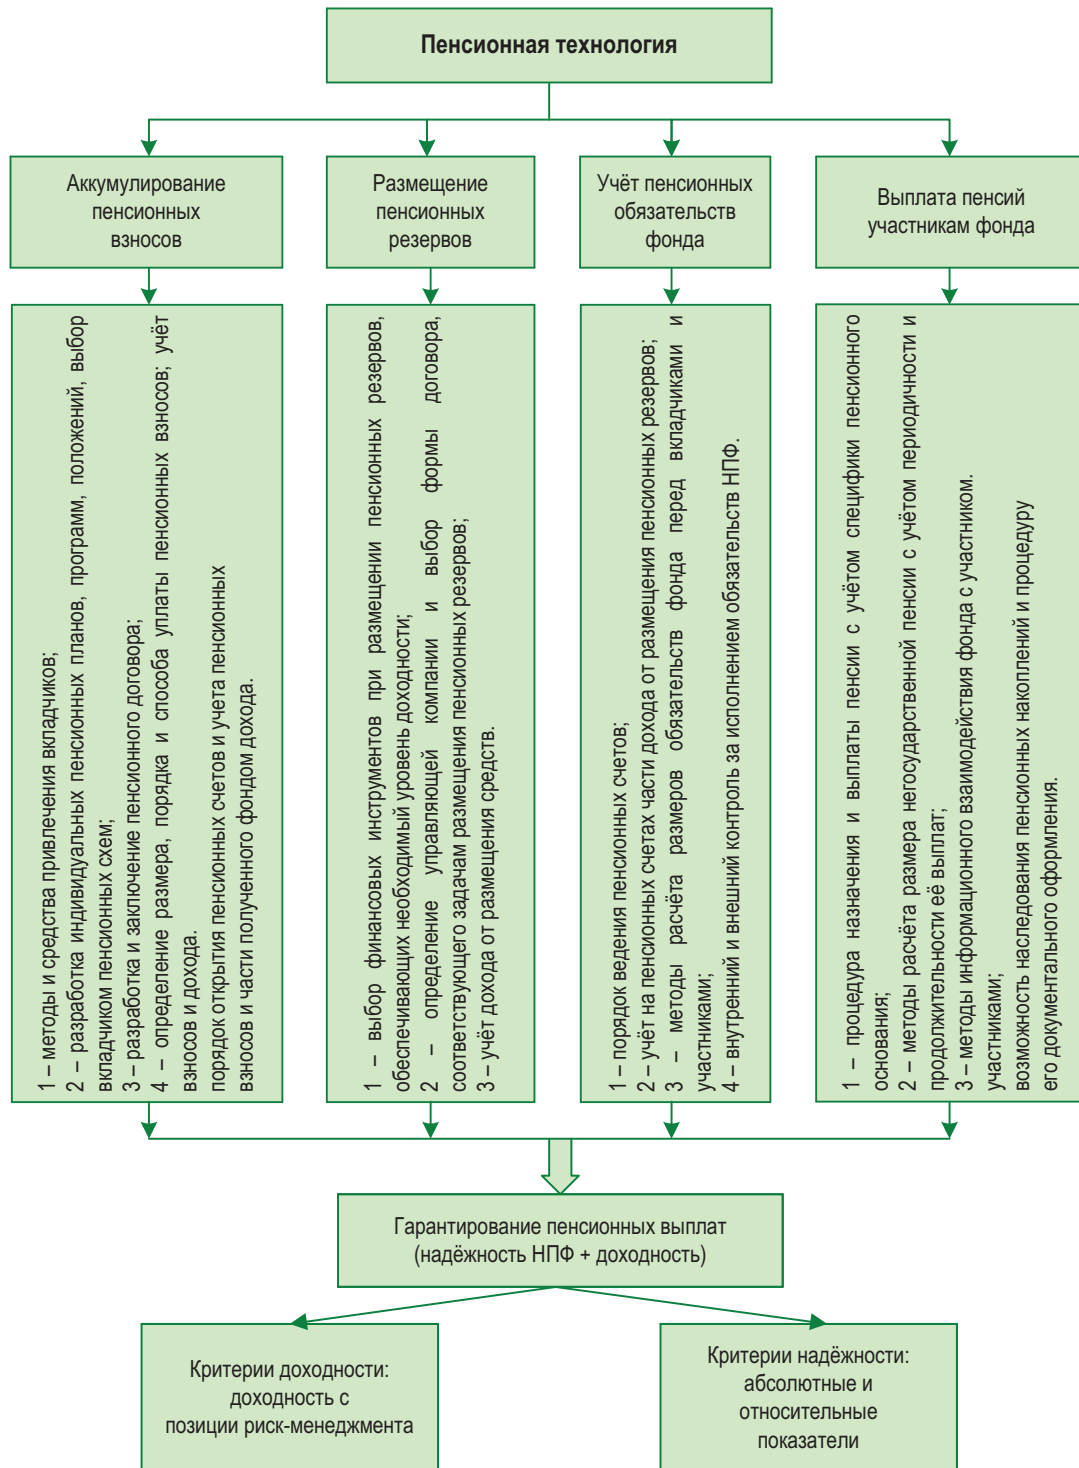 Пенсионная технология
Аккумулирование
пенсионных
взносов
Размещение
пенсионных
резервов
Учёт пенсионных
обязательств
фонда
Выплата пенсий
участникам фонда
1 – методы и средства привлечения вкладчиков;
2 – разработка индивидуальных пенсионных планов, программ, положений, выбор
вкладчиком пенсионных схем;
3 – разработка и заключение пенсионного договора;
4 – определение размера, порядка и способа уплаты пенсионных взносов; учёт
взносов и дохода.
порядок открытия пенсионных счетов и учета пенсионных
взносов и части полученного фондом дохода.
1 – выбор финансовых инструментов при размещении пенсионных резервов,
обеспечивающих необходимый уровень доходности;
2 – определение управляющей компании и выбор формы договора,
соответствующего задачам размещения пенсионных резервов;
3 – учёт дохода от размещения средств.
1 – порядок ведения пенсионных счетов;
2 – учёт на пенсионных счетах части дохода от размещения пенсионных резервов;
3 – методы расчёта размеров обязательств фонда перед вкладчиками и
участниками;
4 – внутренний и внешний контроль за исполнением обязательств НПФ.
1 – процедура назначения и выплаты пенсии с учётом специфики пенсионного
основания;
2 – методы расчёта размера негосударственной пенсии с учётом периодичности и
продолжительности её выплат;
3 – методы информационного взаимодействия фонда с участником.
участниками;
возможность наследования пенсионных накоплений и процедуру
его документального оформления.
Гарантирование пенсионных выплат
(надёжность НПФ + доходность)
Критерии доходности:
доходность с
позиции риск-менеджмента
Критерии надёжности:
абсолютные и
относительные
показатели